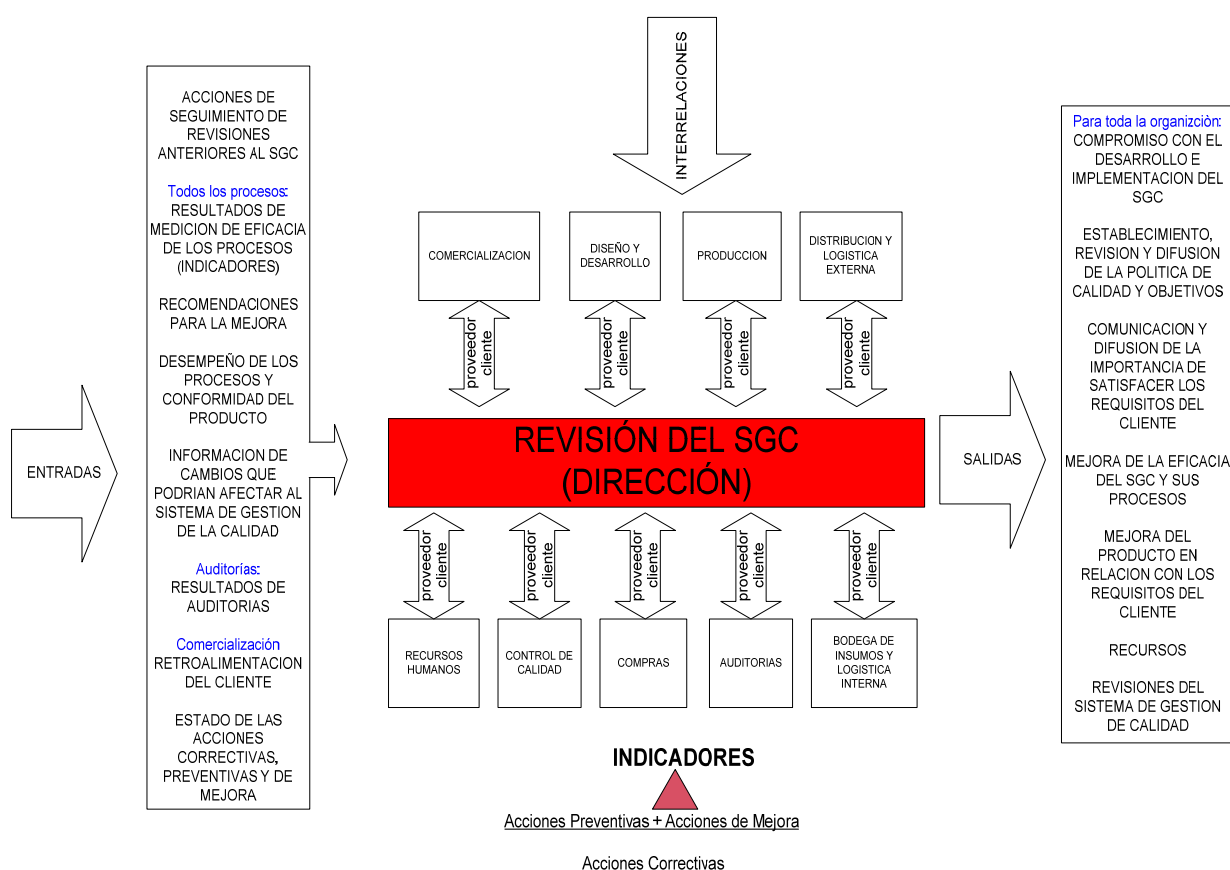 ENTRADAS
ACCIONES DE
SEGUIMIENTO DE
REVISIONES
ANTERIORES AL SGC
Todos los procesos:
RESULTADOS DE
MEDICION DE EFICACIA
DE LOS PROCESOS
(INDICADORES)
RECOMENDACIONES
PARA LA MEJORA
DESEMPEÑO DE LOS
PROCESOS Y
CONFORMIDAD DEL
PRODUCTO
INFORMACION DE
CAMBIOS QUE
PODRIAN AFECTAR AL
SISTEMA DE GESTION
DE LA CALIDAD
Auditorías:
RESULTADOS DE
AUDITORIAS
Comercialización
RETROALIMENTACION
DEL CLIENTE
ESTADO DE LAS
ACCIONES
CORRECTIVAS,
PREVENTIVAS Y DE
MEJORA
INTERRELACIONES
COMERCIALIZACION
DISEÑO Y
DESARROLLO
PRODUCCION
DISTRIBUCION Y
LOGISTICA
EXTERNA
proveedor
cliente
proveedor
cliente
proveedor
cliente
proveedor
cliente
REVISIÓN DEL SGC
(DIRECCIÓN)
proveedor
cliente
proveedor
cliente
proveedor
cliente
proveedor
cliente
proveedor
cliente
RECURSOS
HUMANOS
CONTROL DE
CALIDAD
COMPRAS
AUDITORIAS
BODEGA DE
INSUMOS Y
LOGISTICA
INTERNA
INDICADORES
Acciones Preventivas + Acciones de Mejora
Acciones Correctivas
SALIDAS
Para toda la organizciòn:
COMPROMISO CON EL
DESARROLLO E
IMPLEMENTACION DEL
SGC
ESTABLECIMIENTO,
REVISION Y DIFUSION
DE LA POLITICA DE
CALIDAD Y OBJETIVOS
COMUNICACION Y
DIFUSION DE LA
IMPORTANCIA DE
SATISFACER LOS
REQUISITOS DEL
CLIENTE
MEJORA DE LA EFICACIA
DEL SGC Y SUS
PROCESOS
MEJORA DEL
PRODUCTO EN
RELACION CON LOS
REQUISITOS DEL
CLIENTE
RECURSOS
REVISIONES DEL
SISTEMA DE GESTION
DE CALIDAD